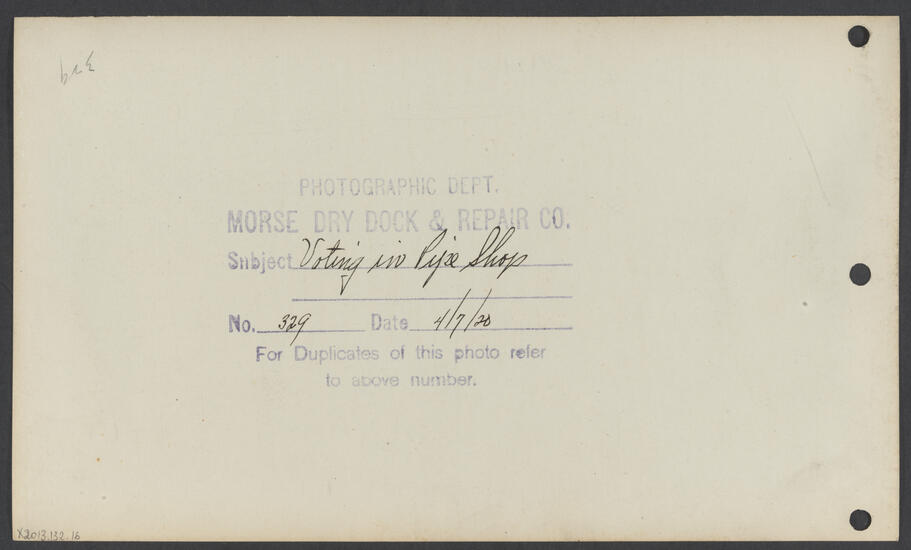 329
PHOTOGRAPHIC DEPT.
MORSE DRY DOCK & REPAIR CO.
Subject Voting in Pipe Shop
No. 329 Date 4/7/20
For Duplicates of this photo refer
to above number.
X2013.132.16